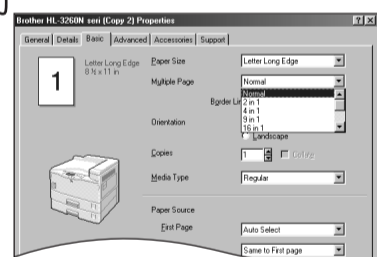 Brother HL-3260N seri (Copy 2) Properties
General Details Basic Advanced Accessories Support
Letter Long Edge
8 ½ x 11 in
1
Paper Size Letter Long Edge
Multiple Page Normal
Normal
2 in 1
4 in 1
9 in 1
16 in 1
Border Lin
Orientation
Landscape
Copies 1 Collate
Media Type Regular
Paper Source
First Page Auto Select
Same to First page